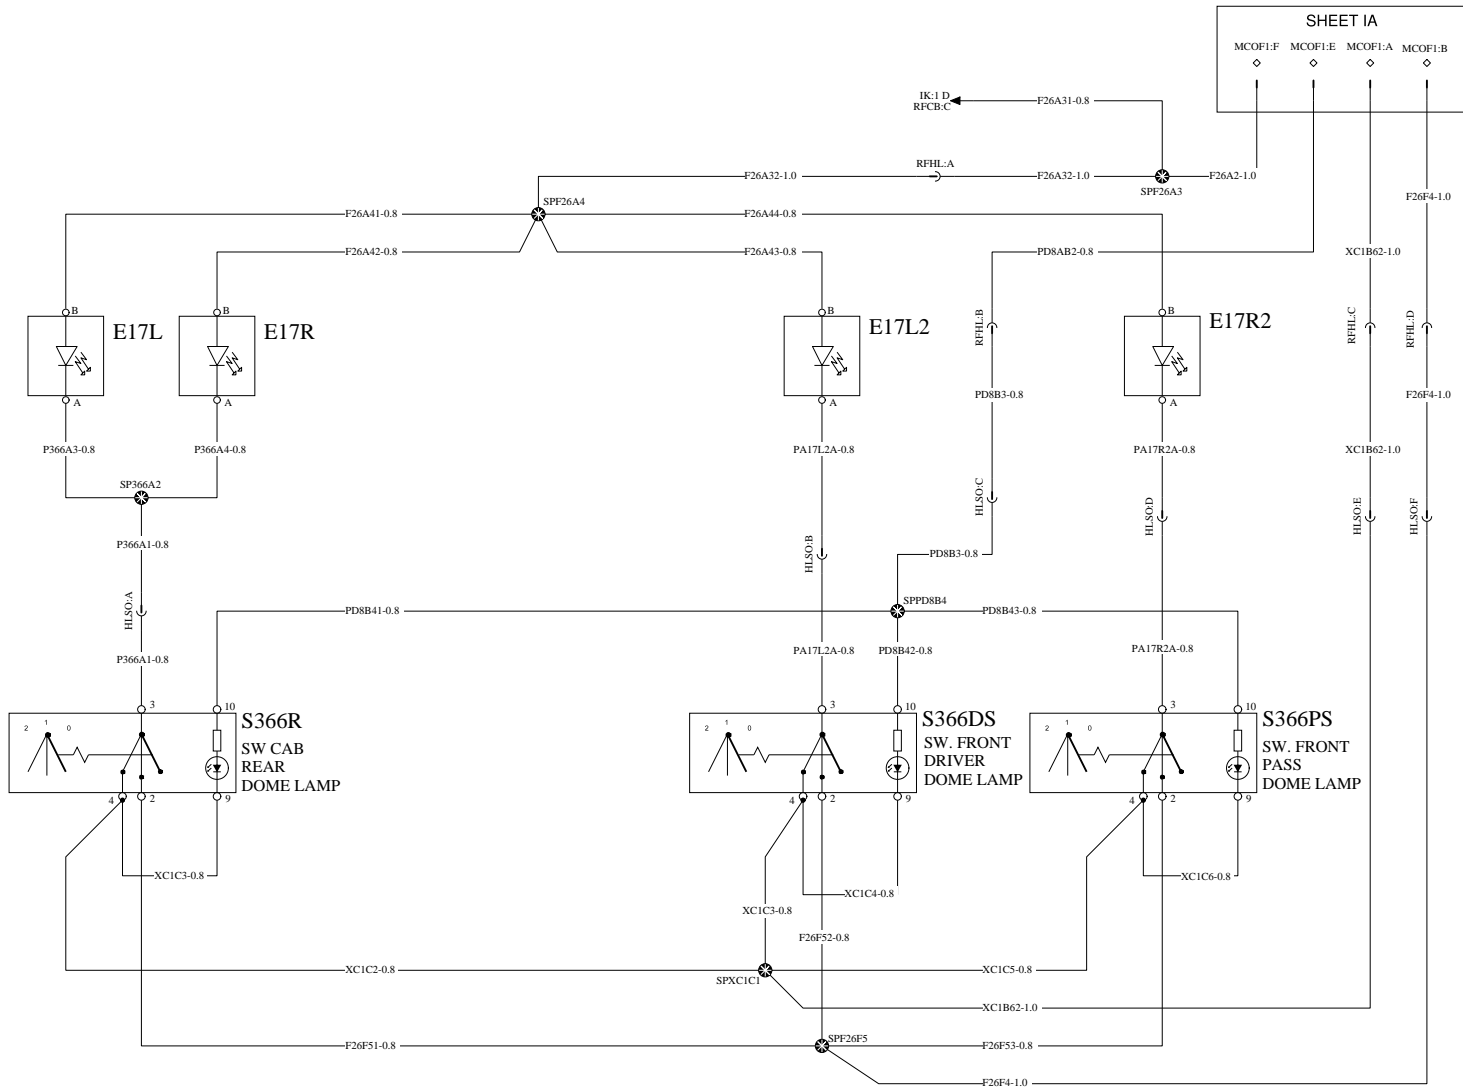 SHEET IA
MCOF1:F MCOF1:E MCOF1:A MCOF1:B
IK:1 D
RFCB:C
F26A31-0.8
RFHL:A
F26A32-1.0 F26A32-1.0 F26A2-1.0
SPF26A3
F26F4-1.0
SPF26A4
F26A41-0.8 F26A44-0.8
F26A42-0.8 F26A43-0.8 PD8AB2-0.8 XC1B62-1.0
B E17L B E17R B E17L2 B E17R2
RFHL:B RFHL:C RFHL:D
A A A A
PD8B3-0.8 F26F4-1.0
P366A3-0.8 P366A4-0.8 PA17L2A-0.8 PA17R2A-0.8 XC1B62-1.0
SP366A2
HLSO:C HLSO:D HLSO:E HLSO:F
P366A1-0.8
HLSO:B
PD8B3-0.8
HLSO:A
SPPD8B4
PD8B41-0.8 PD8B43-0.8
P366A1-0.8 PA17L2A-0.8 PD8B42-0.8 PA17R2A-0.8
3 10 3 10 3 10
S366R
SW CAB
REAR
DOME LAMP
2 1 0
4 2 9
S366DS
SW. FRONT
DRIVER
DOME LAMP
2 1 0
4 2 9
S366PS
SW. FRONT
PASS
DOME LAMP
2 1 0
4 2 9
XC1C3-0.8 XC1C4-0.8 XC1C6-0.8
XC1C3-0.8
F26F52-0.8
XC1C2-0.8 XC1C5-0.8
SPXC1C1
XC1B62-1.0
SPF26F5
F26F51-0.8 F26F53-0.8
F26F4-1.0